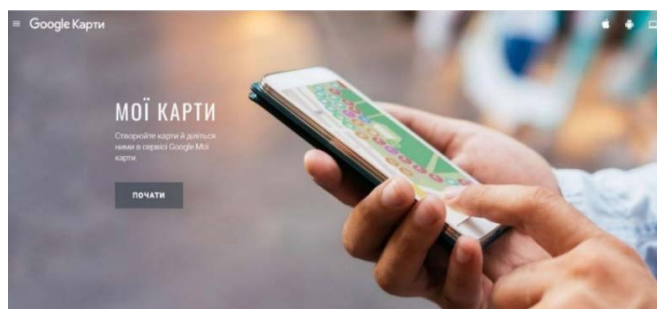 Google Карти
МОЇ КАРТИ
Створюйте карти й діліться
ними в сервісі Google Мої
карти.
ПОЧАТИ